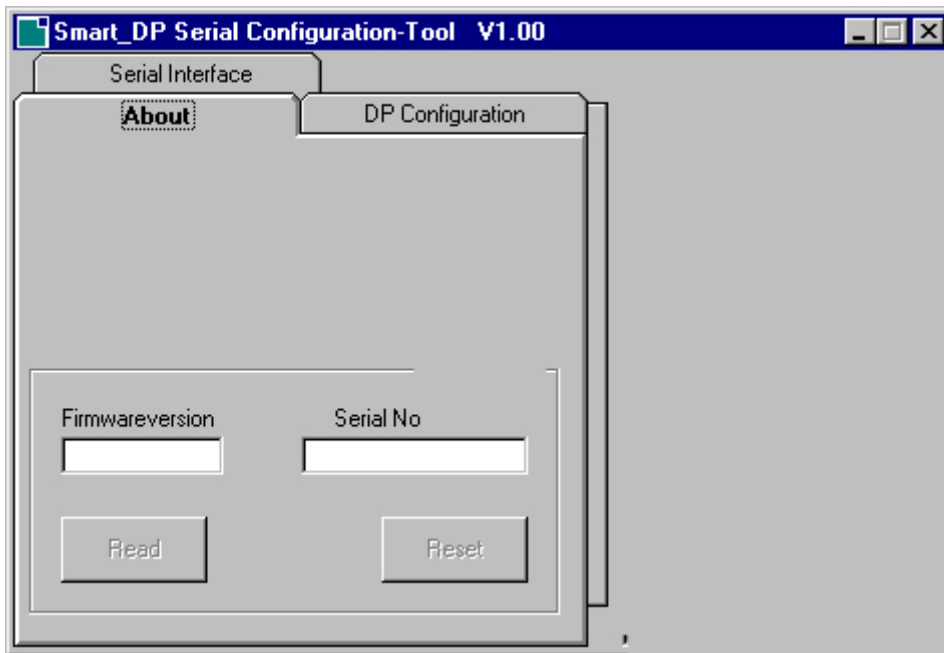 Smart_DP Serial Configuration-Tool V1.00
Serial Interface
About
DP Configuration
Firmwareversion
Serial No
Read
Reset